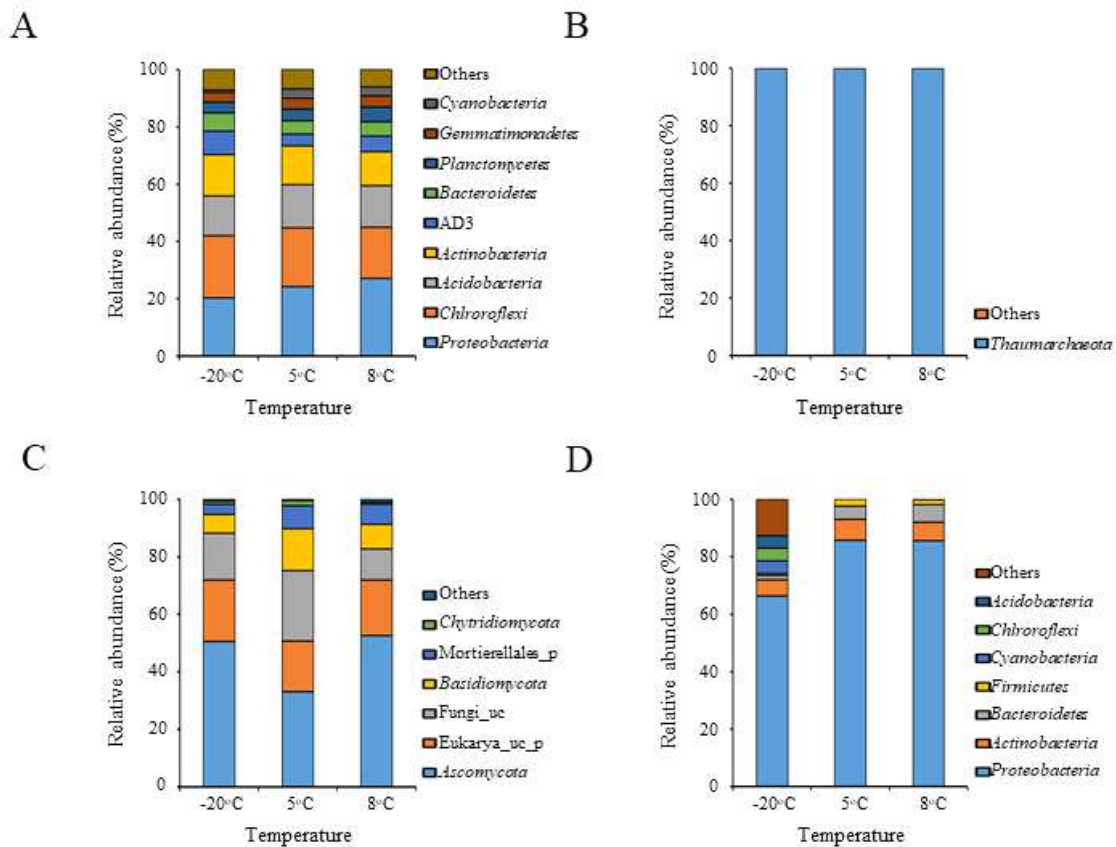 A
Relative abundance (%)
100
80
60
40
20
0
-20°C
5°C
8°C
Temperature
Others
Cyanobacteria
Gemmatimonadetes
Planctomycetes
Bacteroidetes
AD3
Actinobacteria
Acidobacteria
Chlroroflexi
Proteobacteria
B
Relative abundance (%)
100
80
60
40
20
0
-20°C
5°C
8°C
Temperature
Others
Thaumarchaeota
C
Relative abundance (%)
100
80
60
40
20
0
-20°C
5°C
8°C
Temperature
Others
Chytridiomycota
Mortierellales_p
Basidiomycota
Fungi_uc
Eukarya_uc_p
Ascomycota
D
Relative abundance (%)
100
80
60
40
20
0
-20°C
5°C
8°C
Temperature
Others
Acidobacteria
Chlroroflexi
Cyanobacteria
Firmicutes
Bacteroidetes
Actinobacteria
Proteobacteria